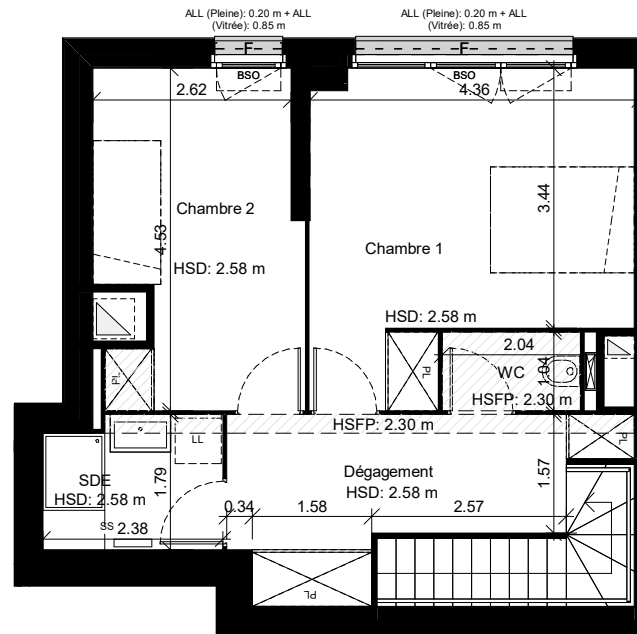 ALL (Pleine): 0.20 m + ALL
(Vitrée): 0.85 m
ALL (Pleine): 0.20 m + ALL
(Vitrée): 0.85 m
F
F
BSO
BSO
2.62
4.36
Chambre 2
4.53
HSD: 2.58 m
3.44
Chambre 1
HSD: 2.58 m
2.04
WC
1.04
HSFP: 2.30 m
PL
PL
PL
HSFP: 2.30 m
LL
SDE
HSD: 2.58 m
1.79
Dégagement
HSD: 2.58 m
1.57
SS
2.38
0.34
1.58
2.57
PL